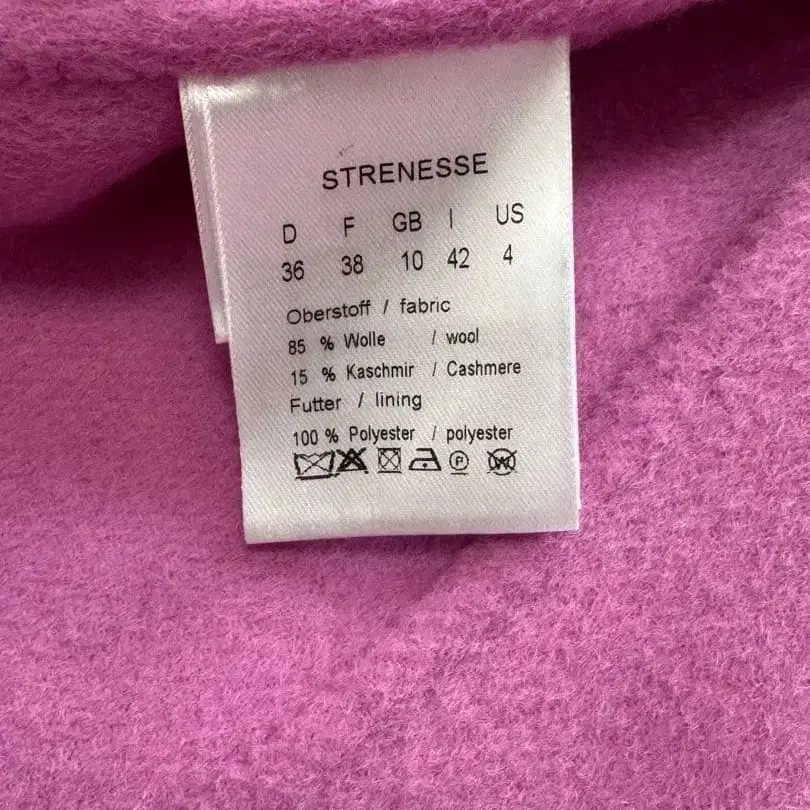 STRENESSE
D F GB I US
36 38 10 42 4
Oberstoff / fabric
85 % Wolle / wool
15 % Kaschmir / Cashmere
Futter / lining
100 % Polyester / polyester
P W